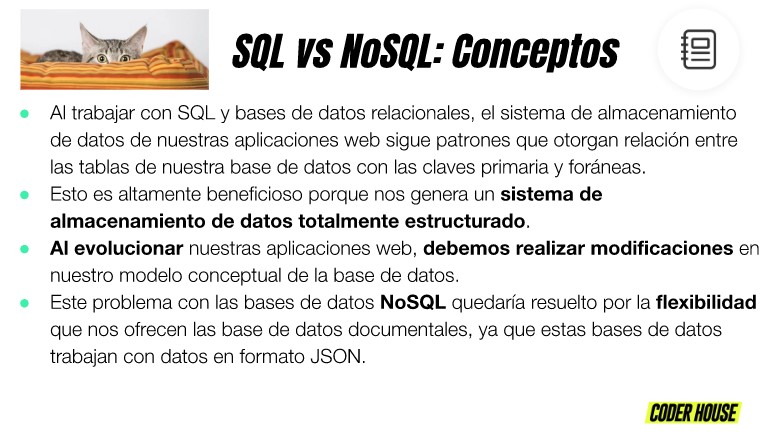 SQL vs NoSQL: Conceptos
● Al trabajar con SQL y bases de datos relacionales, el sistema de almacenamiento
de datos de nuestras aplicaciones web sigue patrones que otorgan relación entre
las tablas de nuestra base de datos con las claves primaria y foráneas.
● Esto es altamente beneficioso porque nos genera un sistema de
almacenamiento de datos totalmente estructurado.
● Al evolucionar nuestras aplicaciones web, debemos realizar modificaciones en
nuestro modelo conceptual de la base de datos.
● Este problema con las bases de datos NoSQL quedaría resuelto por la flexibilidad
que nos ofrecen las base de datos documentales, ya que estas bases de datos
trabajan con datos en formato JSON.
CODER HOUSE